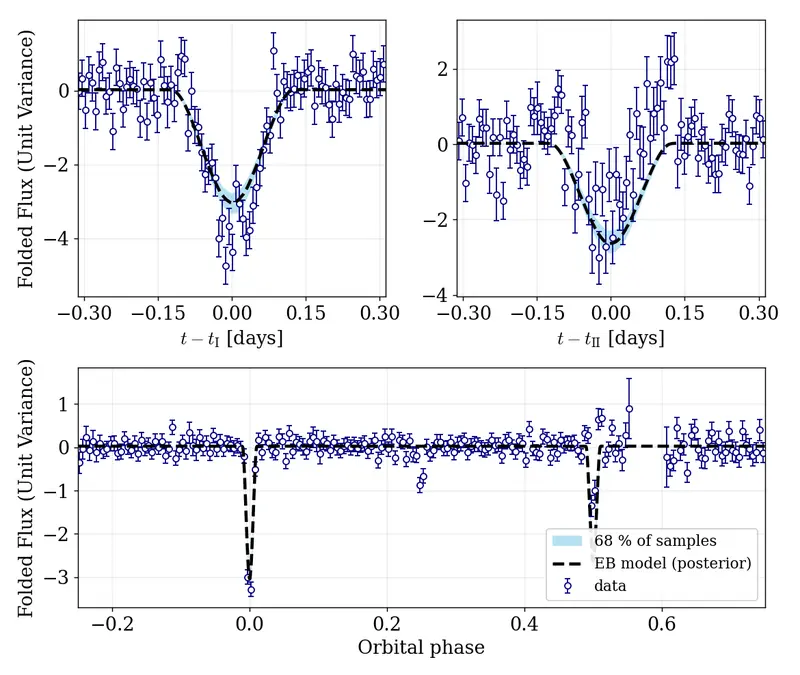 Folded Flux (Unit Variance)
0
−2
−4
−0.30 −0.15 0.00 0.15 0.30
t − tI [days]
2
0
−2
−4
−0.30 −0.15 0.00 0.15 0.30
t − tII [days]
Folded Flux (Unit Variance)
1
0
−1
−2
−3
−0.2 0.0 0.2 0.4 0.6
Orbital phase
68 % of samples
EB model (posterior)
data